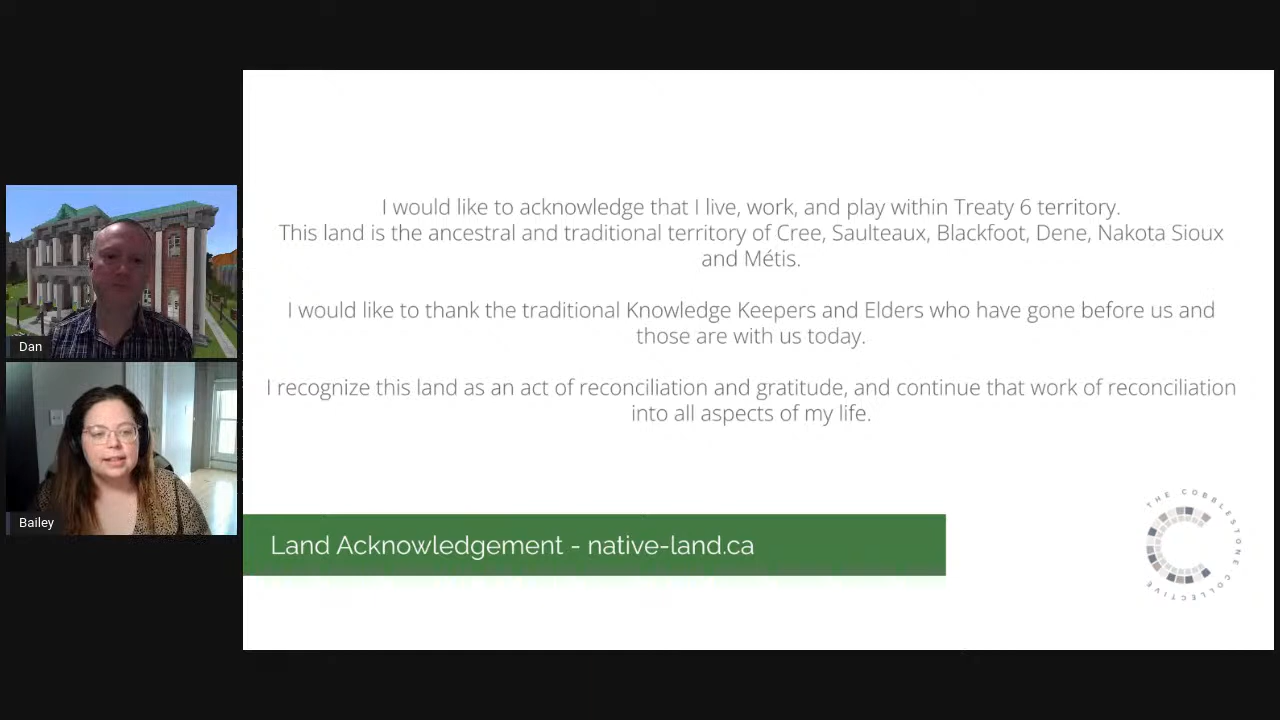 I would like to acknowledge that I live, work, and play within Treaty 6 territory.
This land is the ancestral and traditional territory of Cree, Saulteaux, Blackfoot, Dene, Nakota Sioux
and Métis.
I would like to thank the traditional Knowledge Keepers and Elders who have gone before us and
those are with us today.
I recognize this land as an act of reconciliation and gratitude, and continue that work of reconciliation
into all aspects of my life.
Land Acknowledgement - native-land.ca
THE COBBLESTONE COLLECTIVE
Dan
Bailey